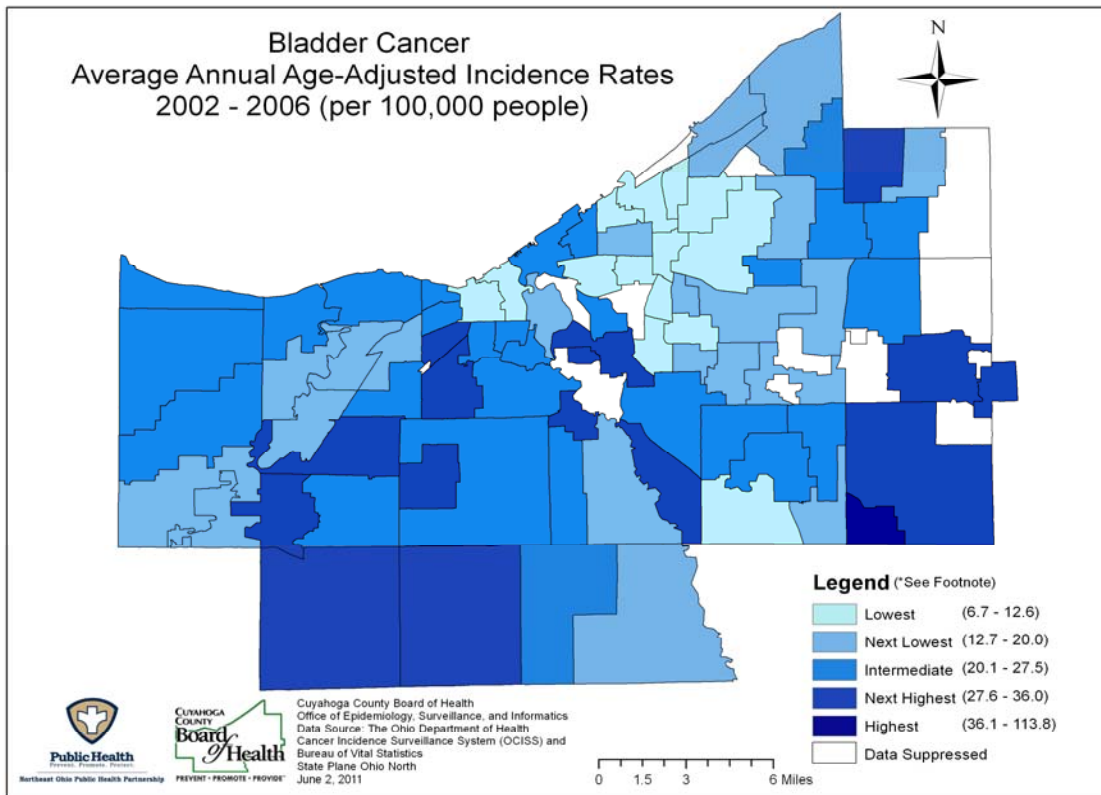 Bladder Cancer
Average Annual Age-Adjusted Incidence Rates
2002 - 2006 (per 100,000 people)
N
Legend (*See Footnote)
Lowest (6.7 - 12.6)
Next Lowest (12.7 - 20.0)
Intermediate (20.1 - 27.5)
Next Highest (27.6 - 36.0)
Highest (36.1 - 113.8)
Data Suppressed
Public Health
Prevent. Promote. Protect.
Northeast Ohio Public Health Partnership
CUYAHOGA
COUNTY
Board
of Health
PREVENT • PROMOTE • PROVIDE
Cuyahoga County Board of Health
Office of Epidemiology, Surveillance, and Informatics
Data Source: The Ohio Department of Health
Cancer Incidence Surveillance System (OCISS) and
Bureau of Vital Statistics
State Plane Ohio North
June 2, 2011
0 1.5 3 6 Miles